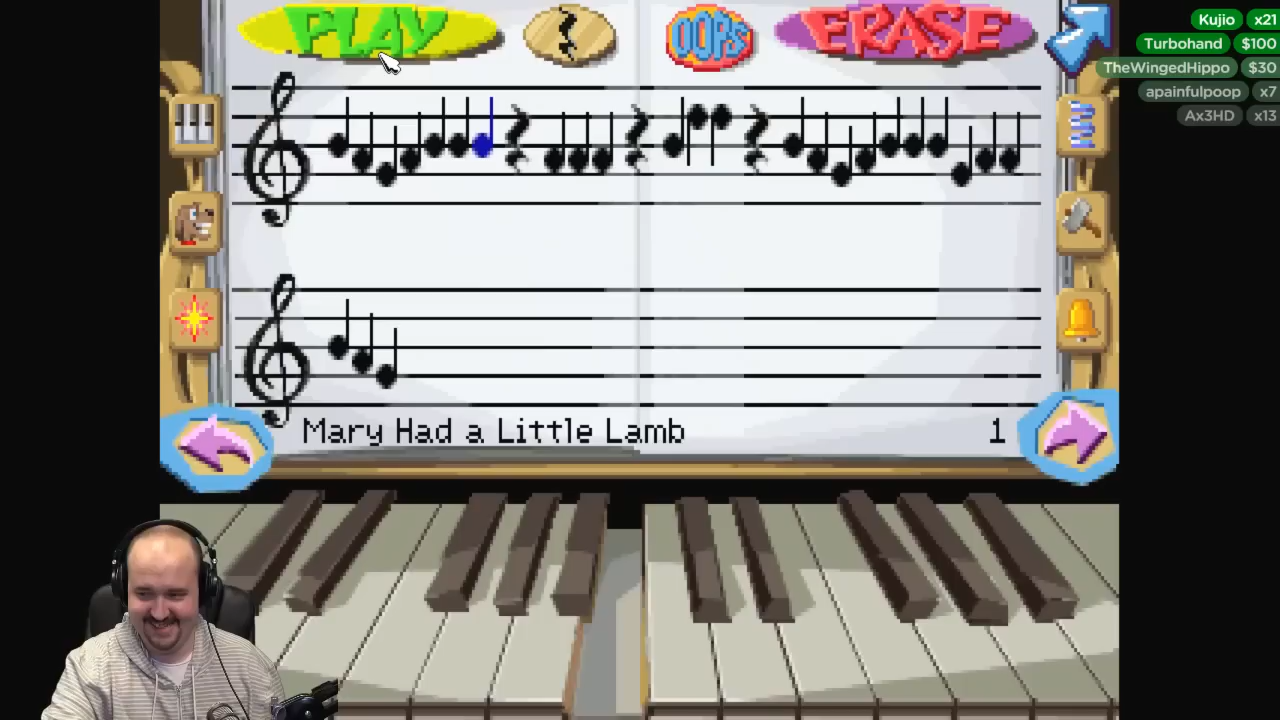 PLAY OOPS ERASE
Kujio x21
Turbohand $100
TheWingedHippo $30
apainfulpoop x7
Ax3HD x13
Mary Had a Little Lamb 1